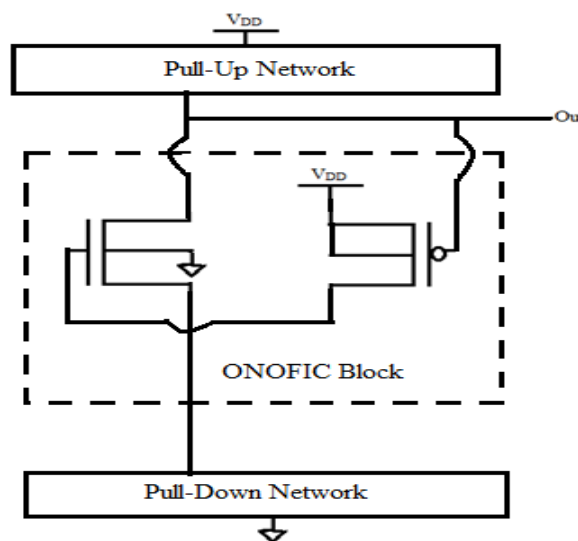 VDD
Pull-Up Network
Ou
VDD
ONOFIC Block
Pull-Down Network